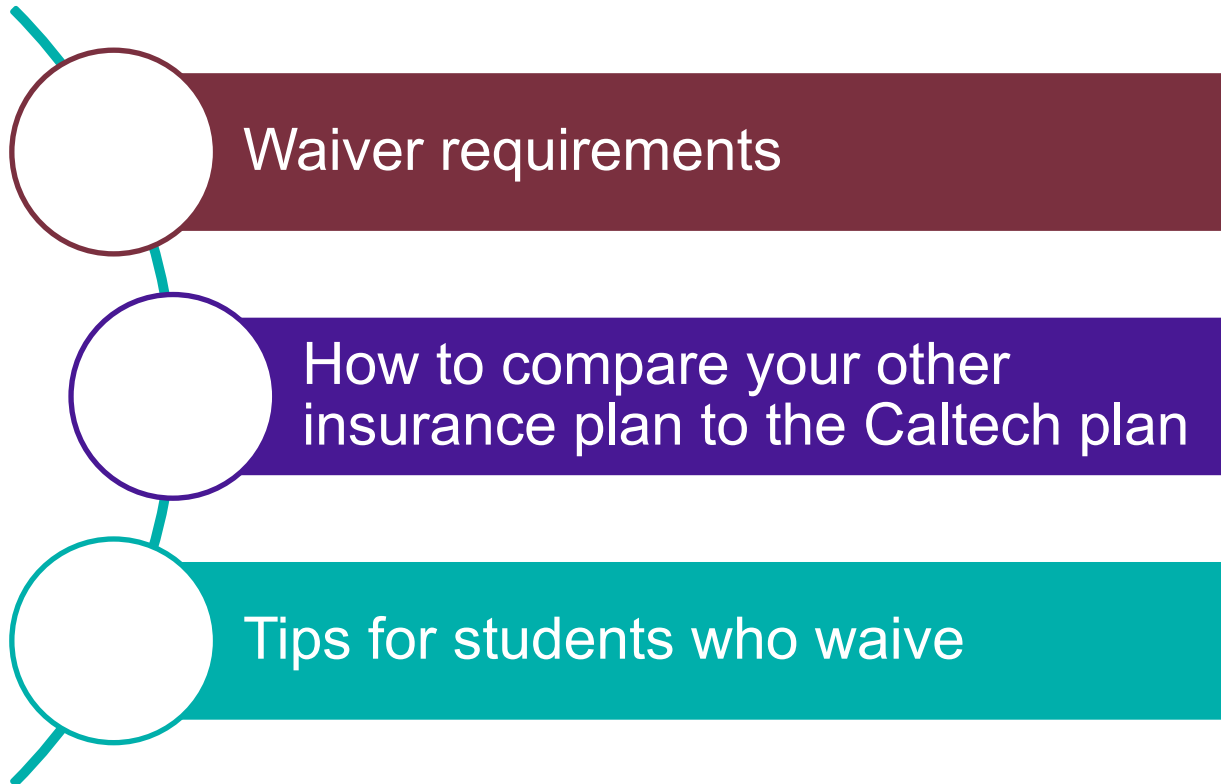 Waiver requirements
How to compare your other
insurance plan to the Caltech plan
Tips for students who waive